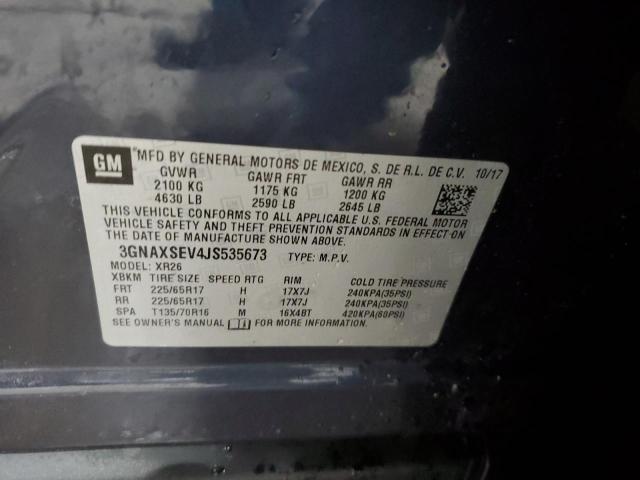 GM MFD BY GENERAL MOTORS DE MEXICO, S. DE R.L. DE C.V. 10/17
GVWR GAWR FRT GAWR RR
2100 KG 1175 KG 1200 KG
4630 LB 2590 LB 2645 LB
THIS VEHICLE CONFORMS TO ALL APPLICABLE U.S. FEDERAL MOTOR
VEHICLE SAFETY AND THEFT PREVENTION STANDARDS IN EFFECT ON
THE DATE OF MANUFACTURE SHOWN ABOVE.
3GNAXSEV4JS535673 TYPE: M.P.V.
MODEL: XR26
XBKM TIRE SIZE SPEED RTG RIM COLD TIRE PRESSURE
FRT 225/65R17 H 17X7J 240KPA(35PSI)
RR 225/65R17 H 17X7J 240KPA(35PSI)
SPA T135/70R16 M 16X4BT 420KPA(60PSI)
SEE OWNER'S MANUAL FOR MORE INFORMATION.